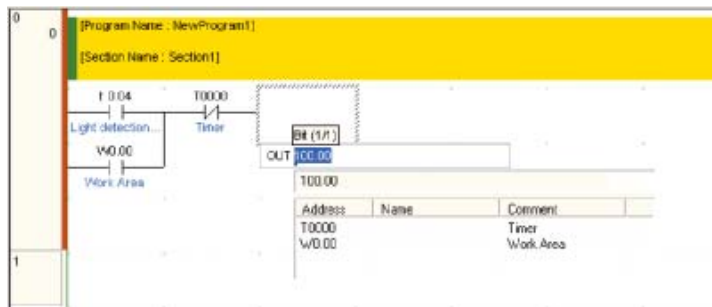 0
0
[Program Name : NewProgram1]
[Section Name : Section1]
I: 0.04
T0000
Light detection...
Timer
W0.00
Work Area
Bit (1/1)
OUT 100.00
100.00
Address Name Comment
T0000 Timer
W0.00 Work Area
1